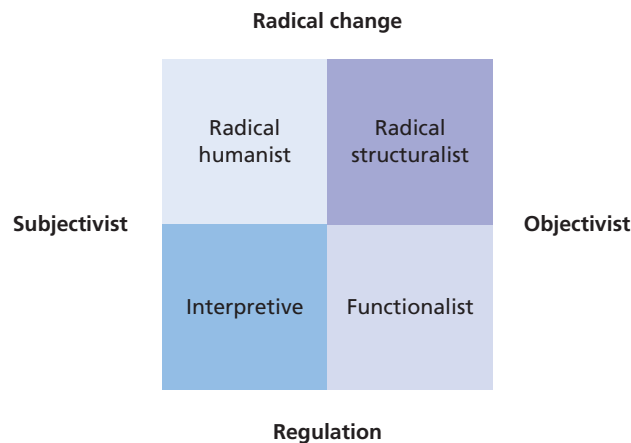 Radical change
Radical
humanist
Radical
structuralist
Subjectivist
Objectivist
Interpretive
Functionalist
Regulation